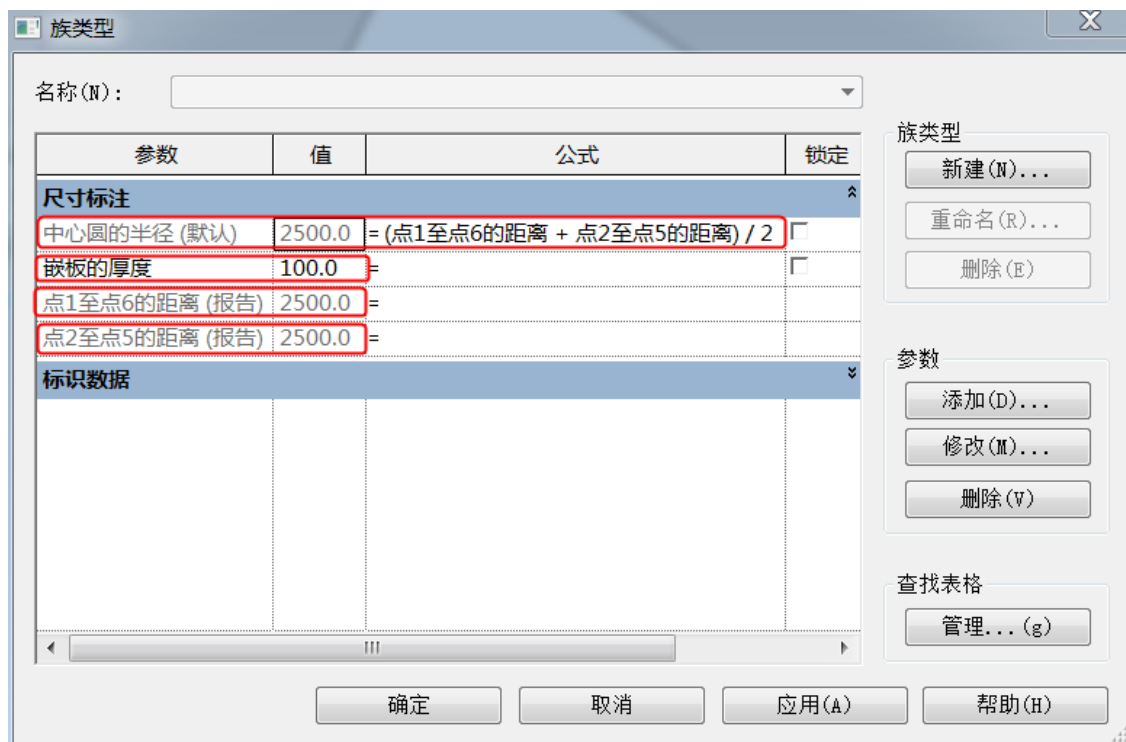 族类型
名称(N):
参数 值 公式 锁定
尺寸标注
中心圆的半径 (默认) 2500.0 = (点1至点6的距离 + 点2至点5的距离) / 2
嵌板的厚度 100.0 =
点1至点6的距离 (报告) 2500.0 =
点2至点5的距离 (报告) 2500.0 =
标识数据
族类型
新建(N)...
重命名(R)...
删除(E)
参数
添加(D)...
修改(M)...
删除(V)
查找表格
管理...(g)
确定 取消 应用(A) 帮助(H)